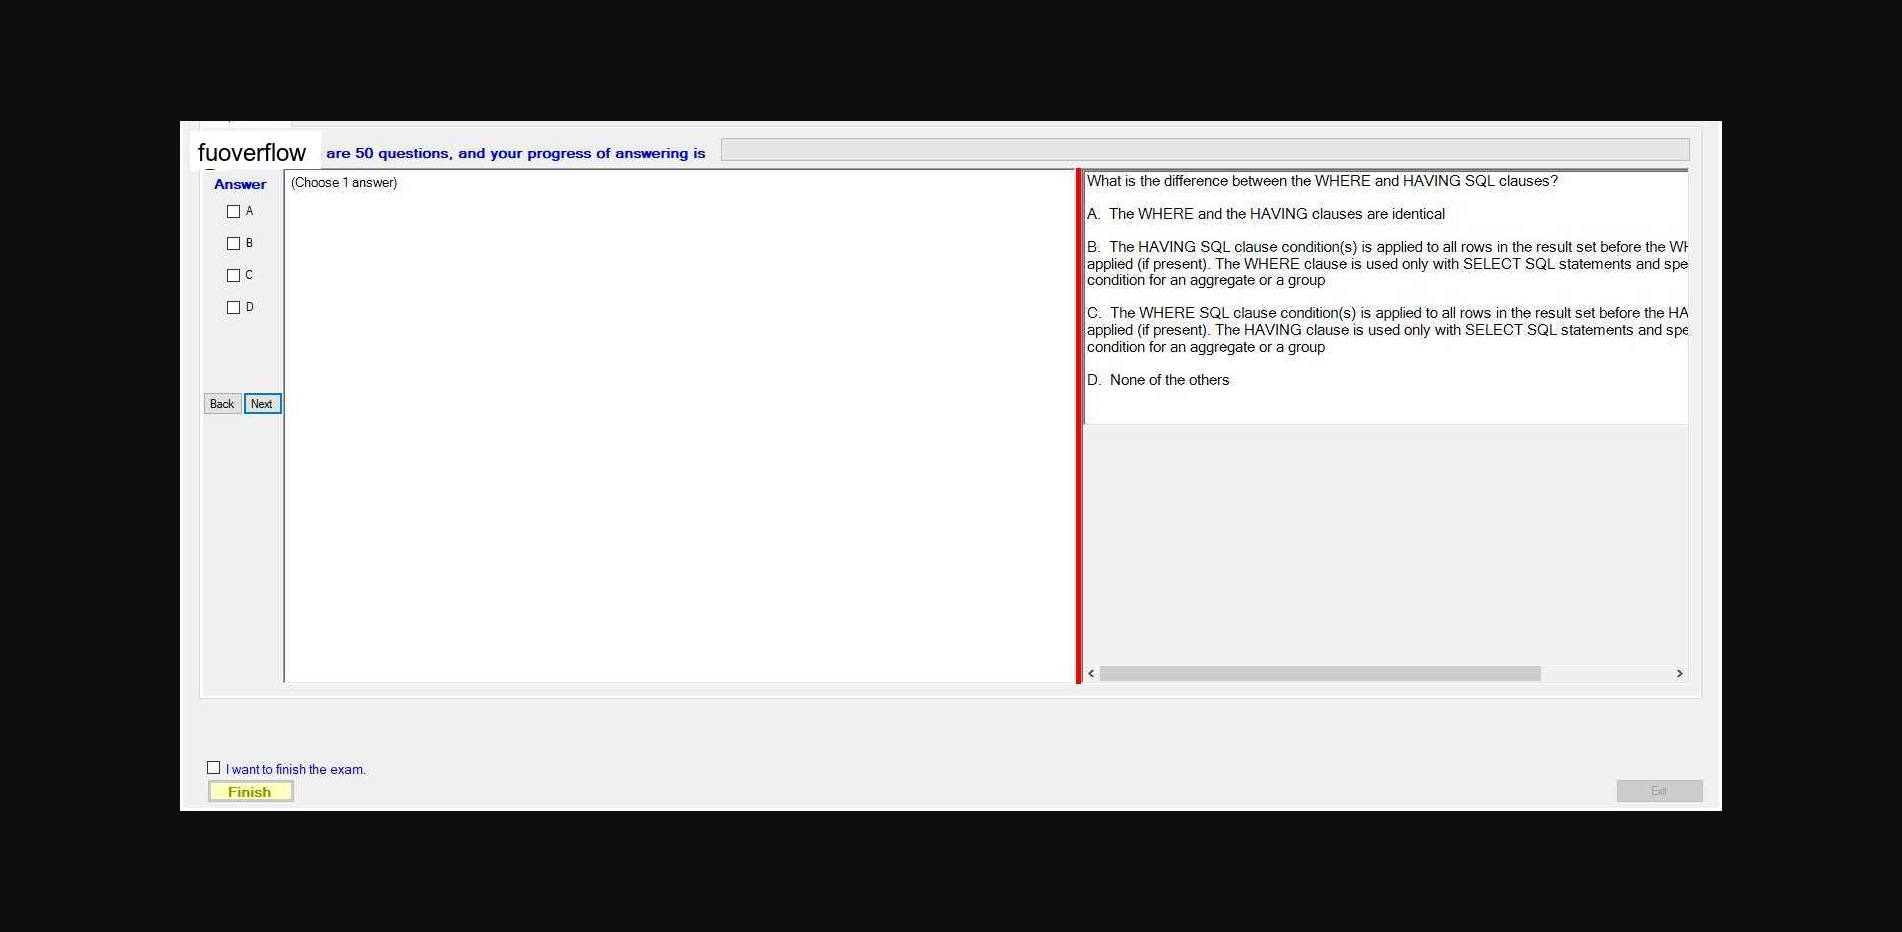 fuoverflow are 50 questions, and your progress of answering is
Answer
A
B
C
D
Back Next
(Choose 1 answer)
What is the difference between the WHERE and HAVING SQL clauses?
A. The WHERE and the HAVING clauses are identical
B. The HAVING SQL clause condition(s) is applied to all rows in the result set before the WH
applied (if present). The WHERE clause is used only with SELECT SQL statements and spe
condition for an aggregate or a group
C. The WHERE SQL clause condition(s) is applied to all rows in the result set before the HA
applied (if present). The HAVING clause is used only with SELECT SQL statements and spe
condition for an aggregate or a group
D. None of the others
I want to finish the exam.
Finish
Exit